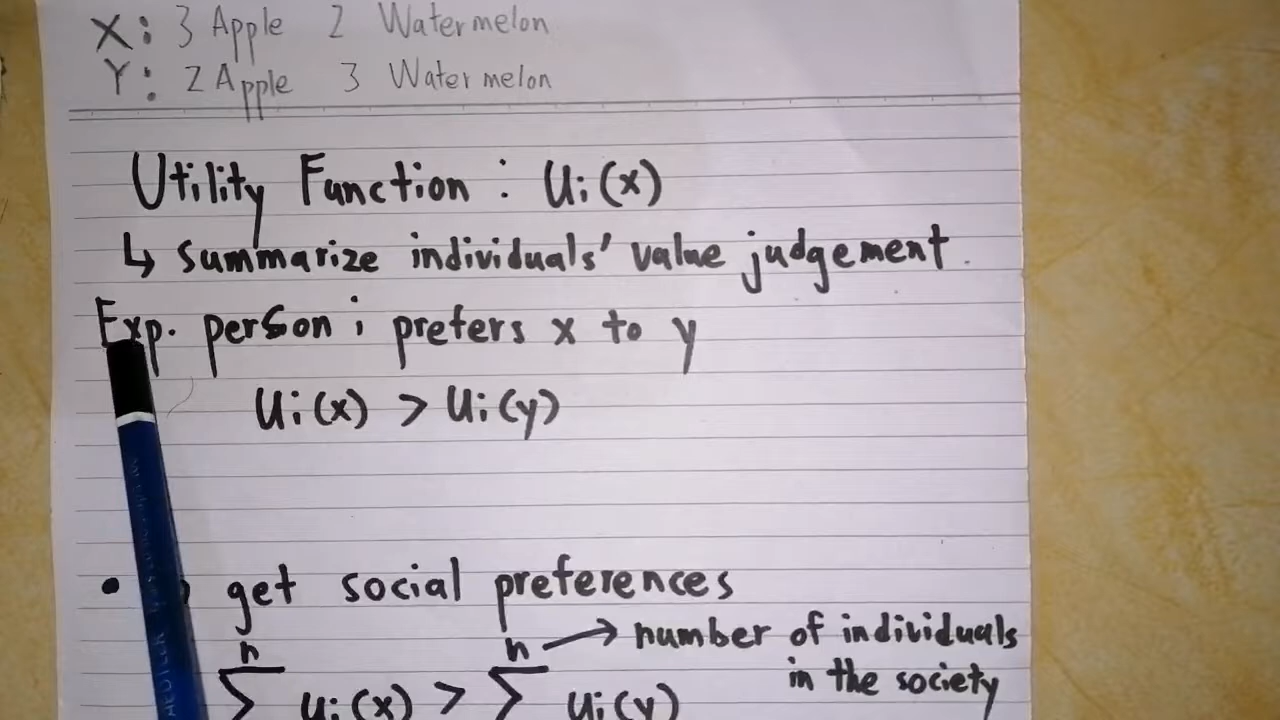 X: 3 Apple 2 Watermelon
Y: 2 Apple 3 Watermelon
Utility Function : Ui(x)
↳ summarize individuals' value judgement.
Exp. person i prefers x to y
Ui(x) > Ui(y)
• get social preferences
n n → number of individuals
in the society
∑ Ui(x) > ∑ Ui(y)